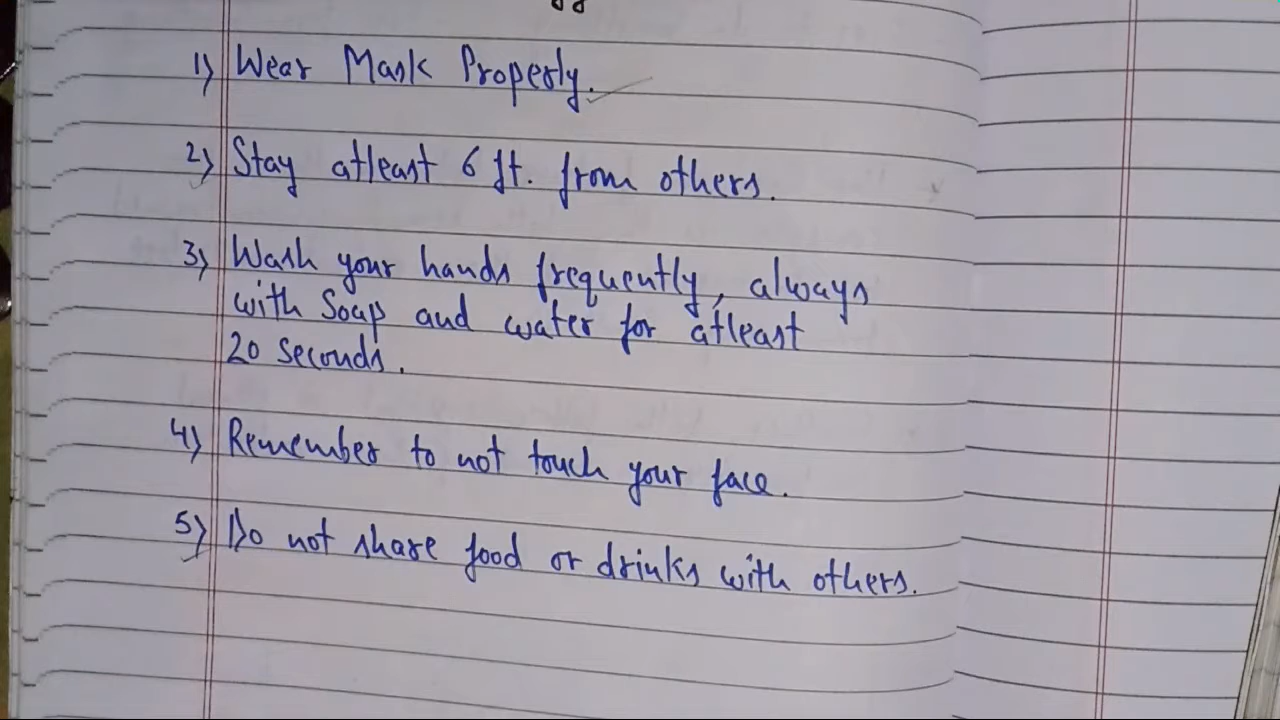 1) Wear Mask Properly.
2) Stay atleast 6 ft. from others.
3) Wash your hands frequently, always
with Soap and water for atleast
20 seconds.
4) Remember to not touch your face.
5) Do not share food or drinks with others.